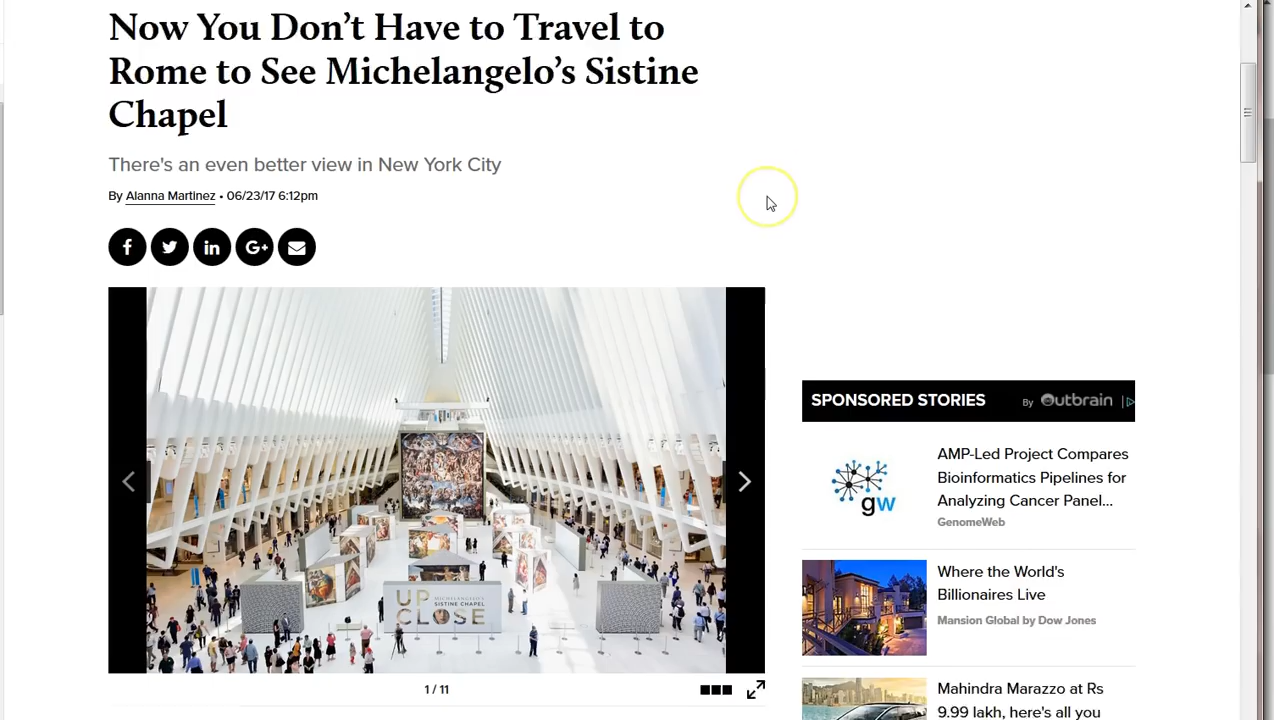 Now You Don't Have to Travel to
Rome to See Michelangelo's Sistine
Chapel
There's an even better view in New York City
By Alanna Martinez • 06/23/17 6:12pm
f
in
G+
UP
MICHELANGELO'S
SISTINE CHAPEL
CLOSE
1 / 11
SPONSORED STORIES
By Outbrain
gw
AMP-Led Project Compares
Bioinformatics Pipelines for
Analyzing Cancer Panel...
GenomeWeb
Where the World's
Billionaires Live
Mansion Global by Dow Jones
Mahindra Marazzo at Rs
9.99 lakh, here's all you